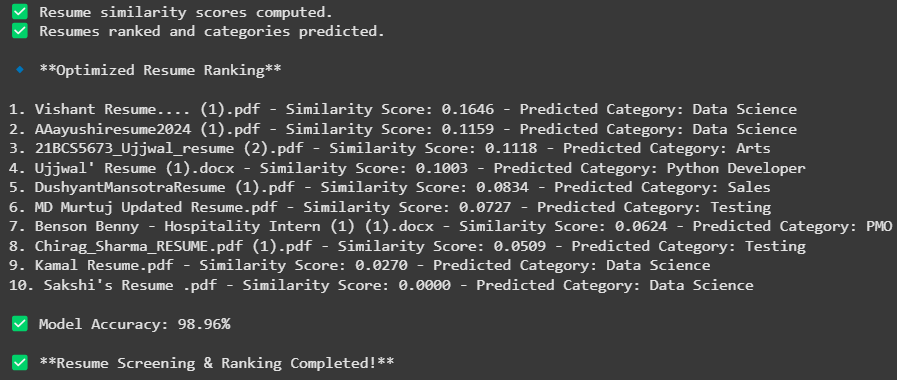 ✅ Resume similarity scores computed.
✅ Resumes ranked and categories predicted.
🔹 **Optimized Resume Ranking**
1. Vishant Resume.... (1).pdf - Similarity Score: 0.1646 - Predicted Category: Data Science
2. AAayushiresume2024 (1).pdf - Similarity Score: 0.1159 - Predicted Category: Data Science
3. 21BCS5673_Ujjwal_resume (2).pdf - Similarity Score: 0.1118 - Predicted Category: Arts
4. Ujjwal' Resume (1).docx - Similarity Score: 0.1003 - Predicted Category: Python Developer
5. DushyantMansotraResume (1).pdf - Similarity Score: 0.0834 - Predicted Category: Sales
6. MD Murtuj Updated Resume.pdf - Similarity Score: 0.0727 - Predicted Category: Testing
7. Benson Benny - Hospitality Intern (1) (1).docx - Similarity Score: 0.0624 - Predicted Category: PMO
8. Chirag_Sharma_RESUME.pdf (1).pdf - Similarity Score: 0.0509 - Predicted Category: Testing
9. Kamal Resume.pdf - Similarity Score: 0.0270 - Predicted Category: Data Science
10. Sakshi's Resume .pdf - Similarity Score: 0.0000 - Predicted Category: Data Science
✅ Model Accuracy: 98.96%
✅ **Resume Screening & Ranking Completed!**